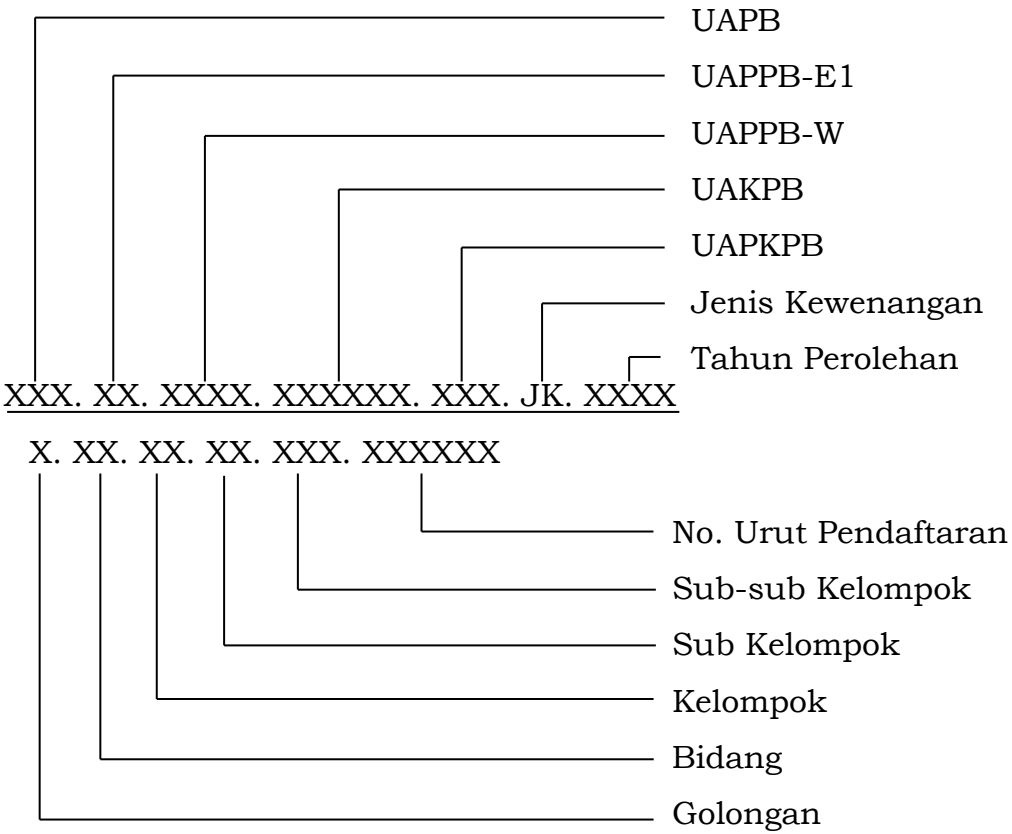 UAPB
UAPPB-E1
UAPPB-W
UAKPB
UAPKPB
Jenis Kewenangan
Tahun Perolehan
XXX. XX. XXXX. XXXXXX. XXX. JK. XXXX
X. XX. XX. XX. XXX. XXXXXX
No. Urut Pendaftaran
Sub-sub Kelompok
Sub Kelompok
Kelompok
Bidang
Golongan